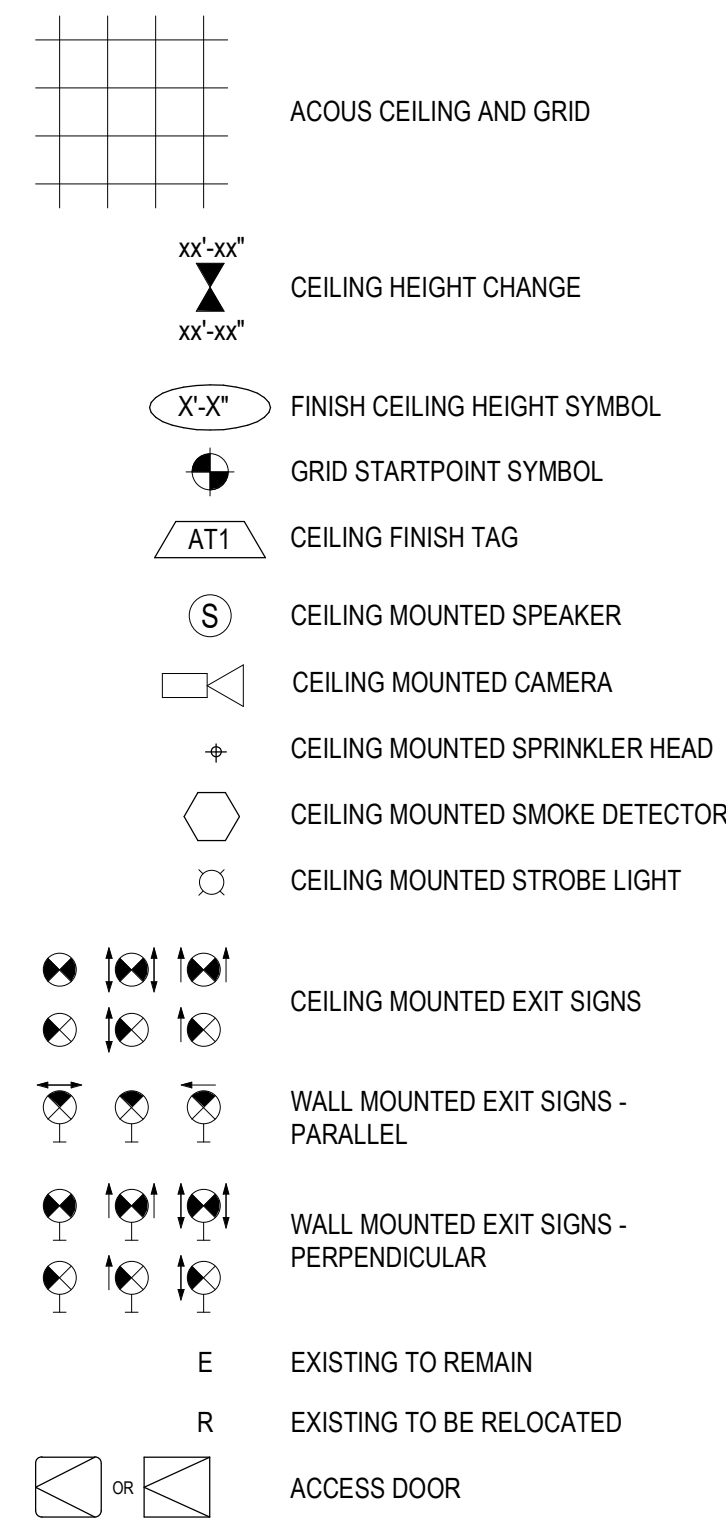 ACOUS CEILING AND GRID
xx'-xx"
CEILING HEIGHT CHANGE
xx'-xx"
X'-X" FINISH CEILING HEIGHT SYMBOL
GRID STARTPOINT SYMBOL
AT1 CEILING FINISH TAG
S CEILING MOUNTED SPEAKER
CEILING MOUNTED CAMERA
CEILING MOUNTED SPRINKLER HEAD
CEILING MOUNTED SMOKE DETECTOR
CEILING MOUNTED STROBE LIGHT
CEILING MOUNTED EXIT SIGNS
WALL MOUNTED EXIT SIGNS -
PARALLEL
WALL MOUNTED EXIT SIGNS -
PERPENDICULAR
E EXISTING TO REMAIN
R EXISTING TO BE RELOCATED
OR ACCESS DOOR